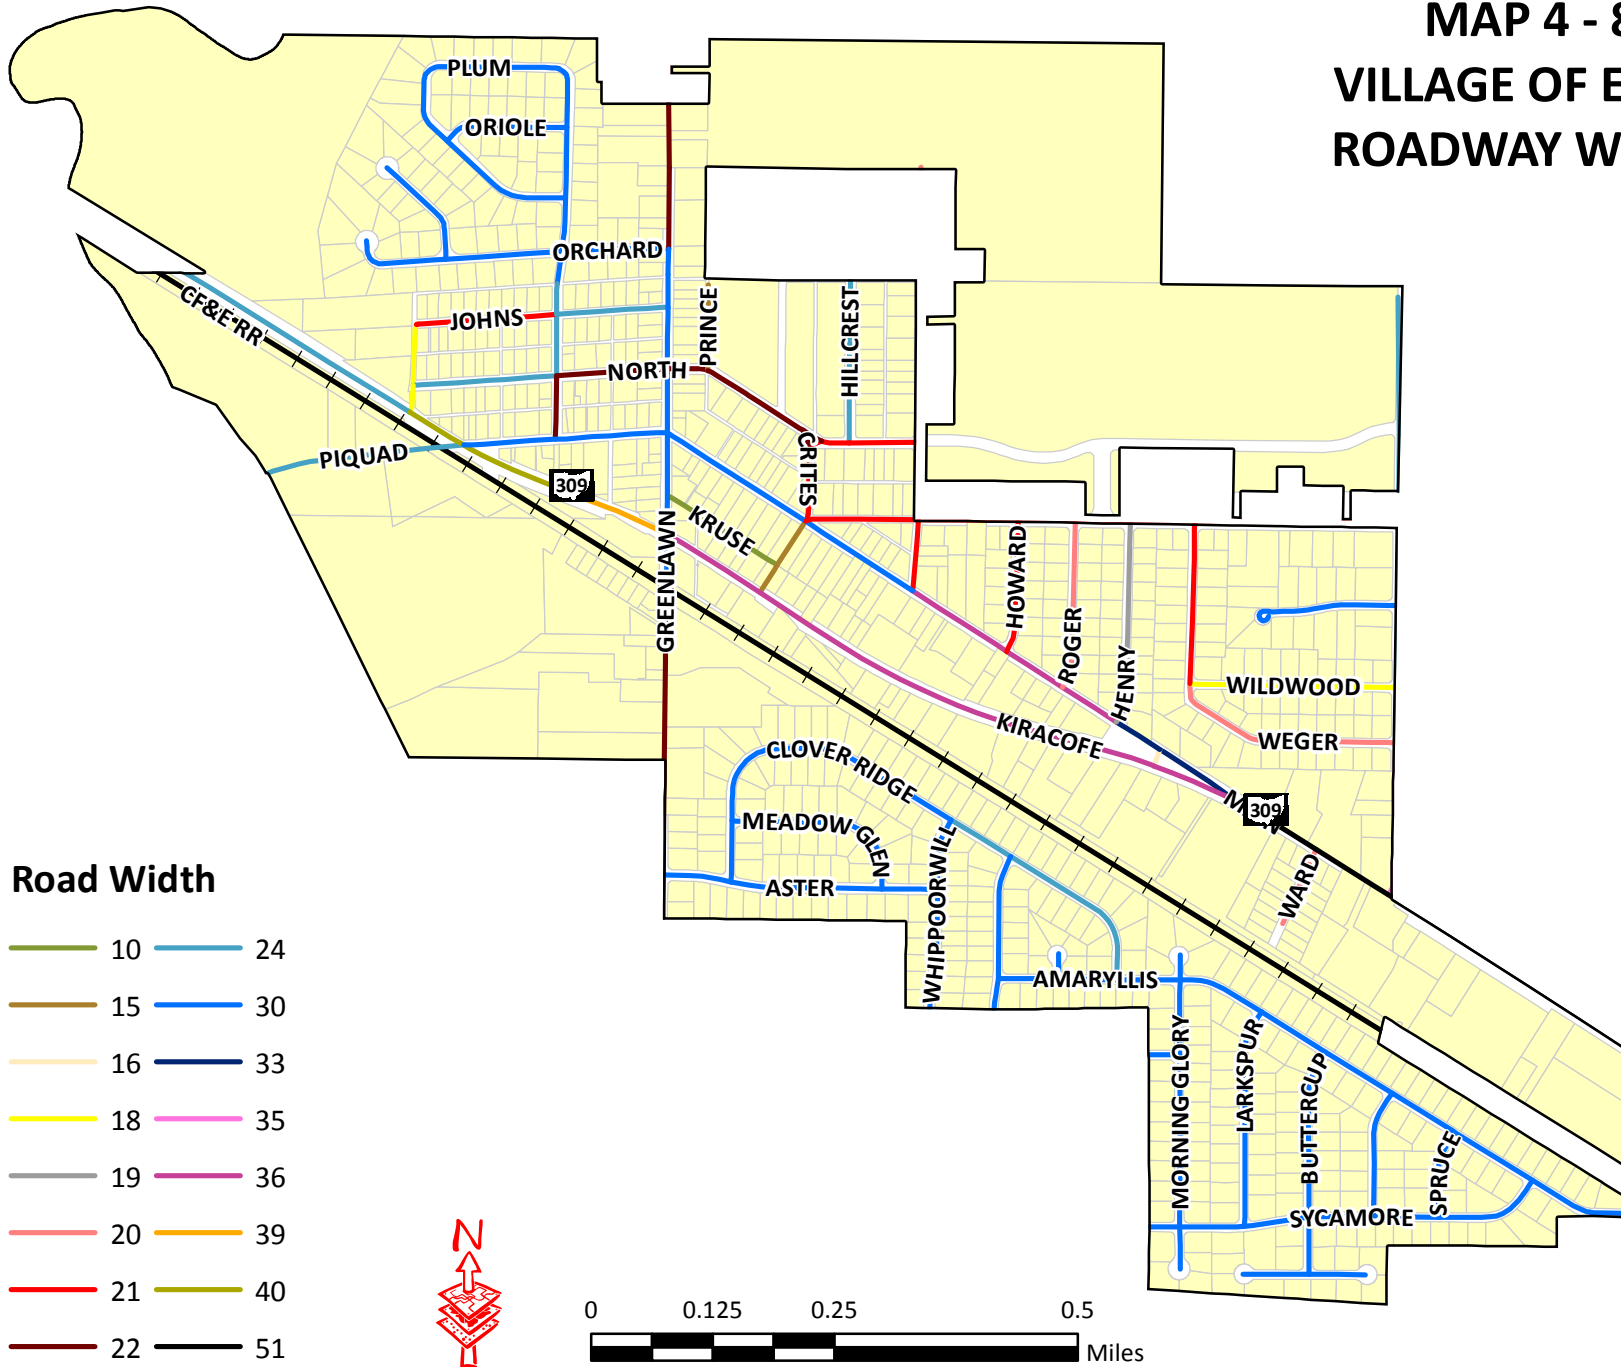 MAP 4 - 8
VILLAGE OF E
ROADWAY W
PLUM
ORIOLE
ORCHARD
CF&E RR
JOHNS
PRINCE
HILLCREST
NORTH
PIQUAD
309
CRITES
KRUSE
GREENLAWN
HOWARD
ROGER
HENRY
WILDWOOD
WEGER
KIRACOFE
CLOVER RIDGE
MEADOW GLEN
WHIPPOORWILL
ASTER
309
WARD
AMARYLLIS
MORNING GLORY
LARKSPUR
BUTTERCUP
SPRUCE
SYCAMORE
Road Width
10 24
15 30
16 33
18 35
19 36
20 39
21 40
22 51
N
0 0.125 0.25 0.5
Miles